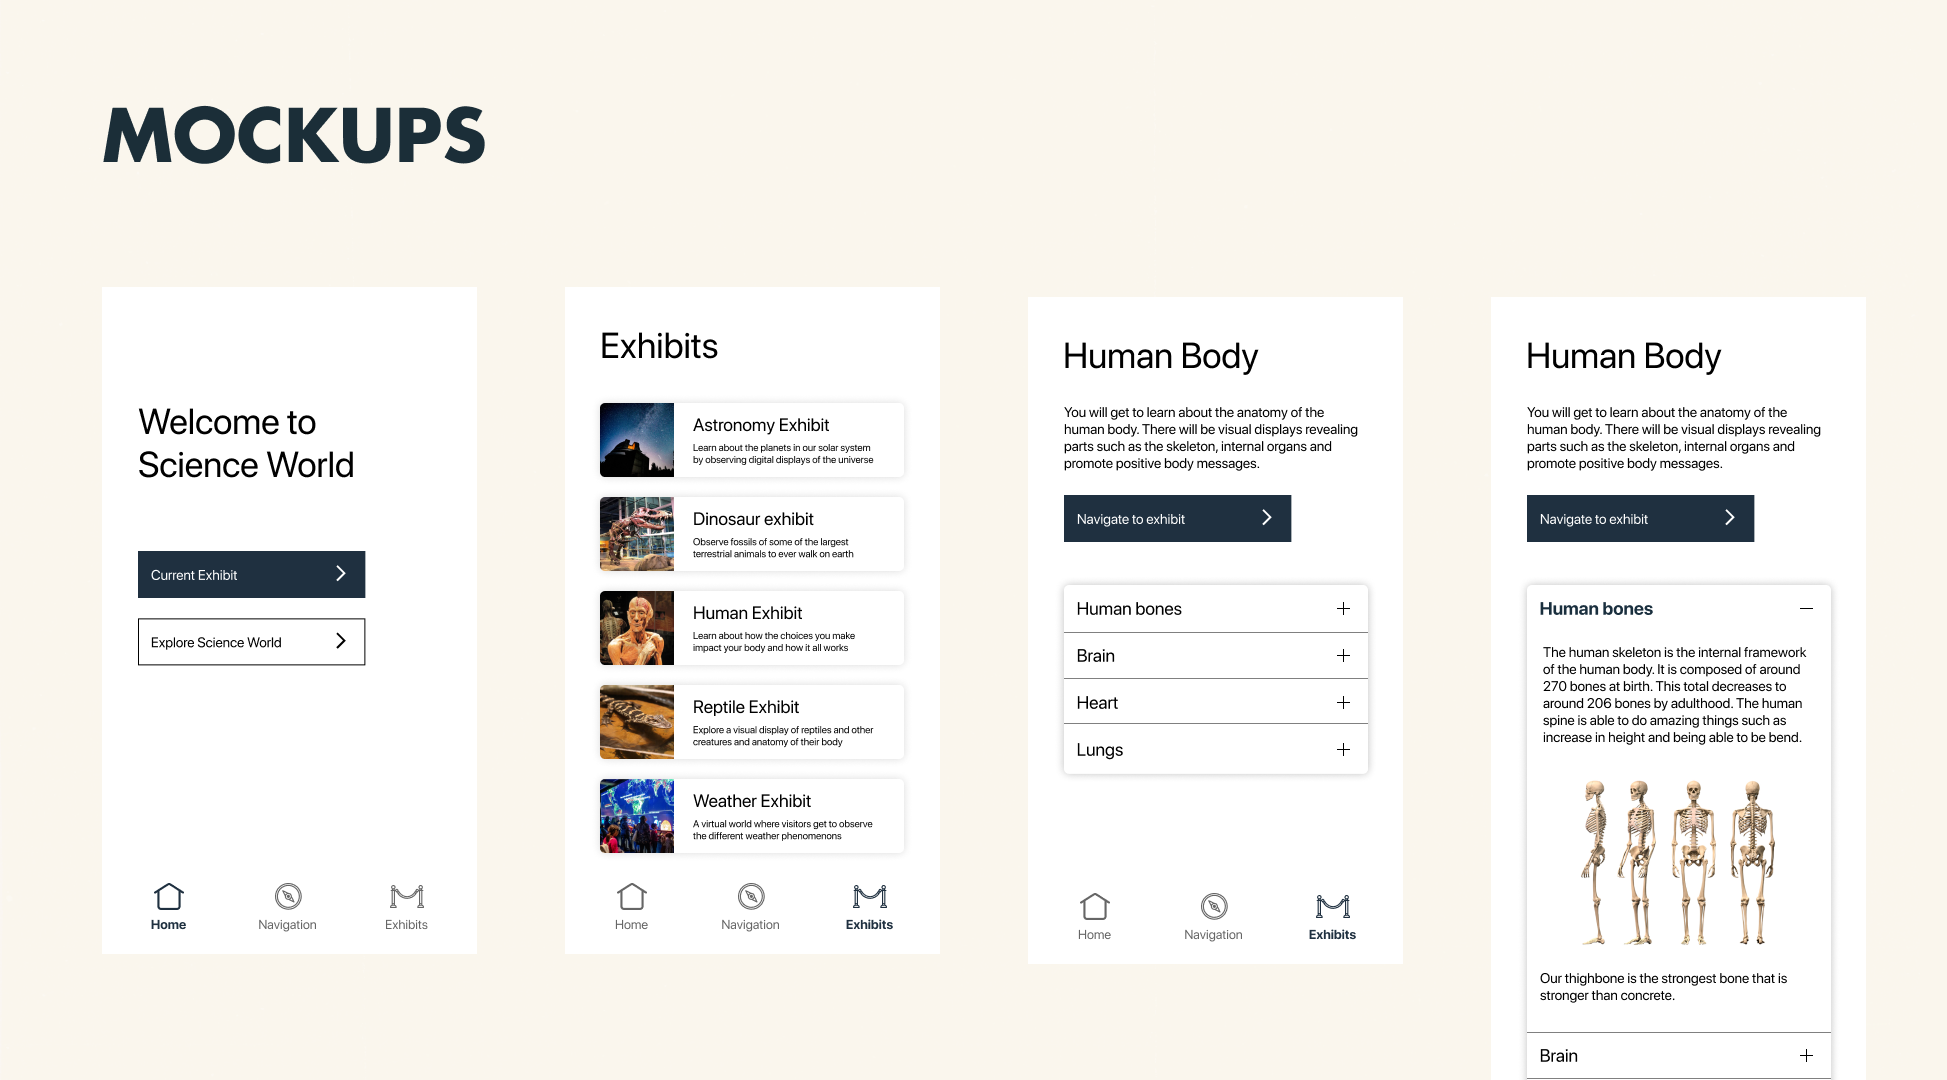 MOCKUPS
Welcome to
Science World
Current Exhibit
Explore Science World
Home
Navigation
Exhibits
Exhibits
Astronomy Exhibit
Learn about the planets in our solar system
by observing digital displays of the universe
Dinosaur exhibit
Observe fossils of some of the largest
terrestrial animals to ever walk on earth
Human Exhibit
Learn about how the choices you make
impact your body and how it all works
Reptile Exhibit
Explore a visual display of reptiles and other
creatures and anatomy of their body
Weather Exhibit
A virtual world where visitors get to observe
the different weather phenomenons
Home
Navigation
Exhibits
Human Body
You will get to learn about the anatomy of the
human body. There will be visual displays revealing
parts such as the skeleton, internal organs and
promote positive body messages.
Navigate to exhibit
Human bones
Brain
Heart
Lungs
Home
Navigation
Exhibits
Human Body
You will get to learn about the anatomy of the
human body. There will be visual displays revealing
parts such as the skeleton, internal organs and
promote positive body messages.
Navigate to exhibit
Human bones
The human skeleton is the internal framework
of the human body. It is composed of around
270 bones at birth. This total decreases to
around 206 bones by adulthood. The human
spine is able to do amazing things such as
increase in height and being able to be bend.
Our thighbone is the strongest bone that is
stronger than concrete.
Brain